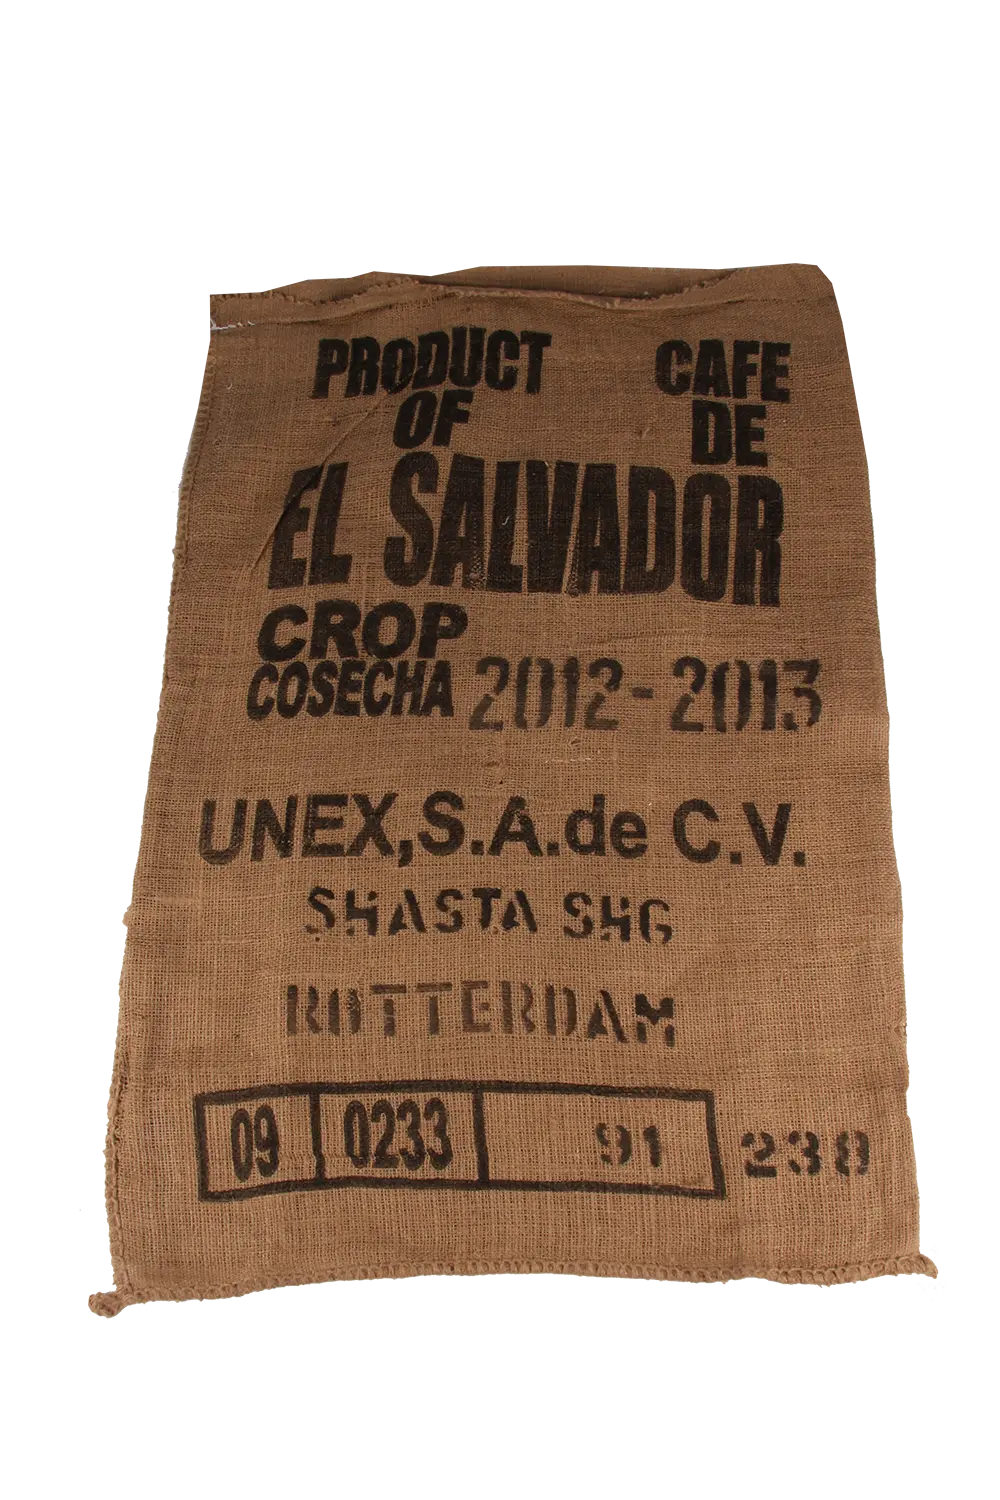 PRODUCT CAFE
OF DE
EL SALVADOR
CROP
COSECHA 2012-2013
UNEX,S.A.de C.V.
SHASTA SHG
ROTTERDAM
09 0233 91 238